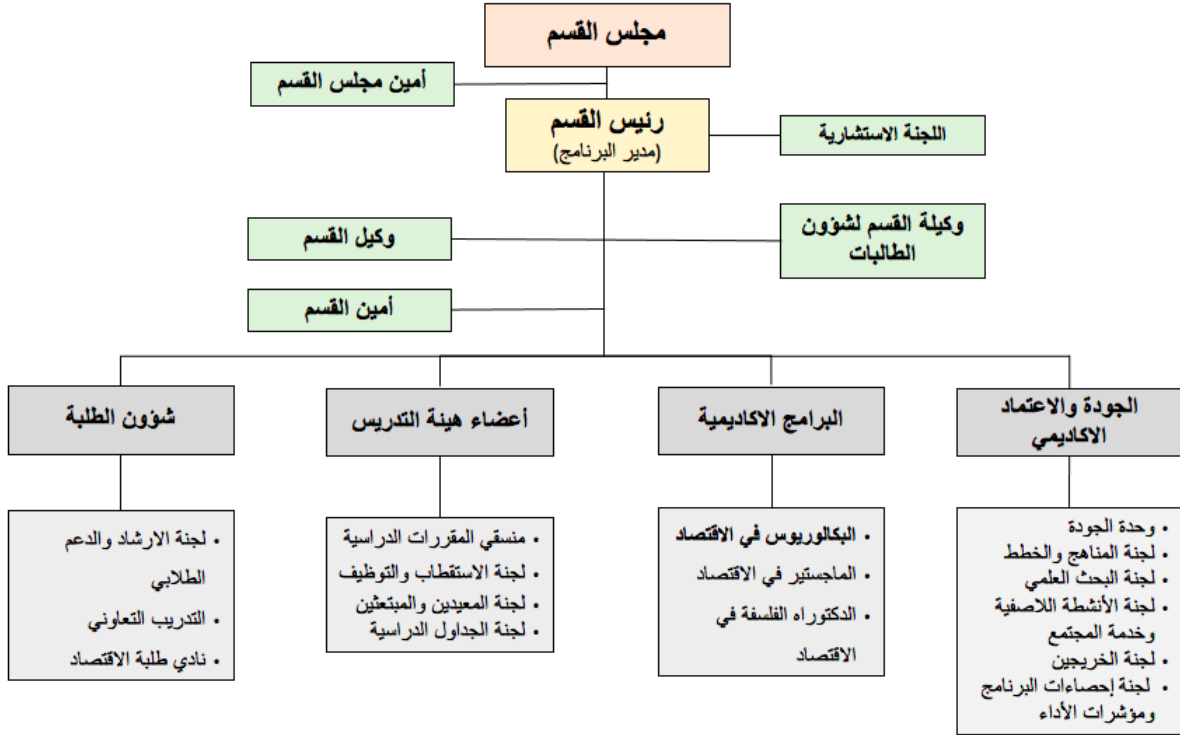 مجلس القسم
أمين مجلس القسم
رئيس القسم
(مدير البرنامج)
اللجنة الاستشارية
وكيلة القسم لشؤون
الطالبات
وكيل القسم
أمين القسم
الجودة والاعتماد
الاكاديمي
البرامج الاكاديمية
أعضاء هيئة التدريس
شؤون الطلبة
• وحدة الجودة
• لجنة المناهج والخطط
• لجنة البحث العلمي
• لجنة الأنشطة اللاصفية
وخدمة المجتمع
• لجنة الخريجين
• لجنة إحصاءات البرنامج
ومؤشرات الأداء
• البكالوريوس في الاقتصاد
• الماجستير في الاقتصاد
• الدكتوراه الفلسفة في
الاقتصاد
• منسقي المقررات الدراسية
• لجنة الاستقطاب والتوظيف
• لجنة المعيدين والمبتعثين
• لجنة الجداول الدراسية
• لجنة الارشاد والدعم
الطلابي
• التدريب التعاوني
• نادي طلبة الاقتصاد